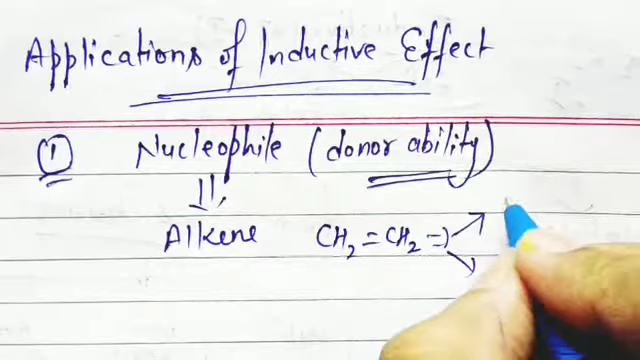 Applications of Inductive Effect
① Nucleophile (donor ability)
⇓
Alkene CH₂ = CH₂ ⇒